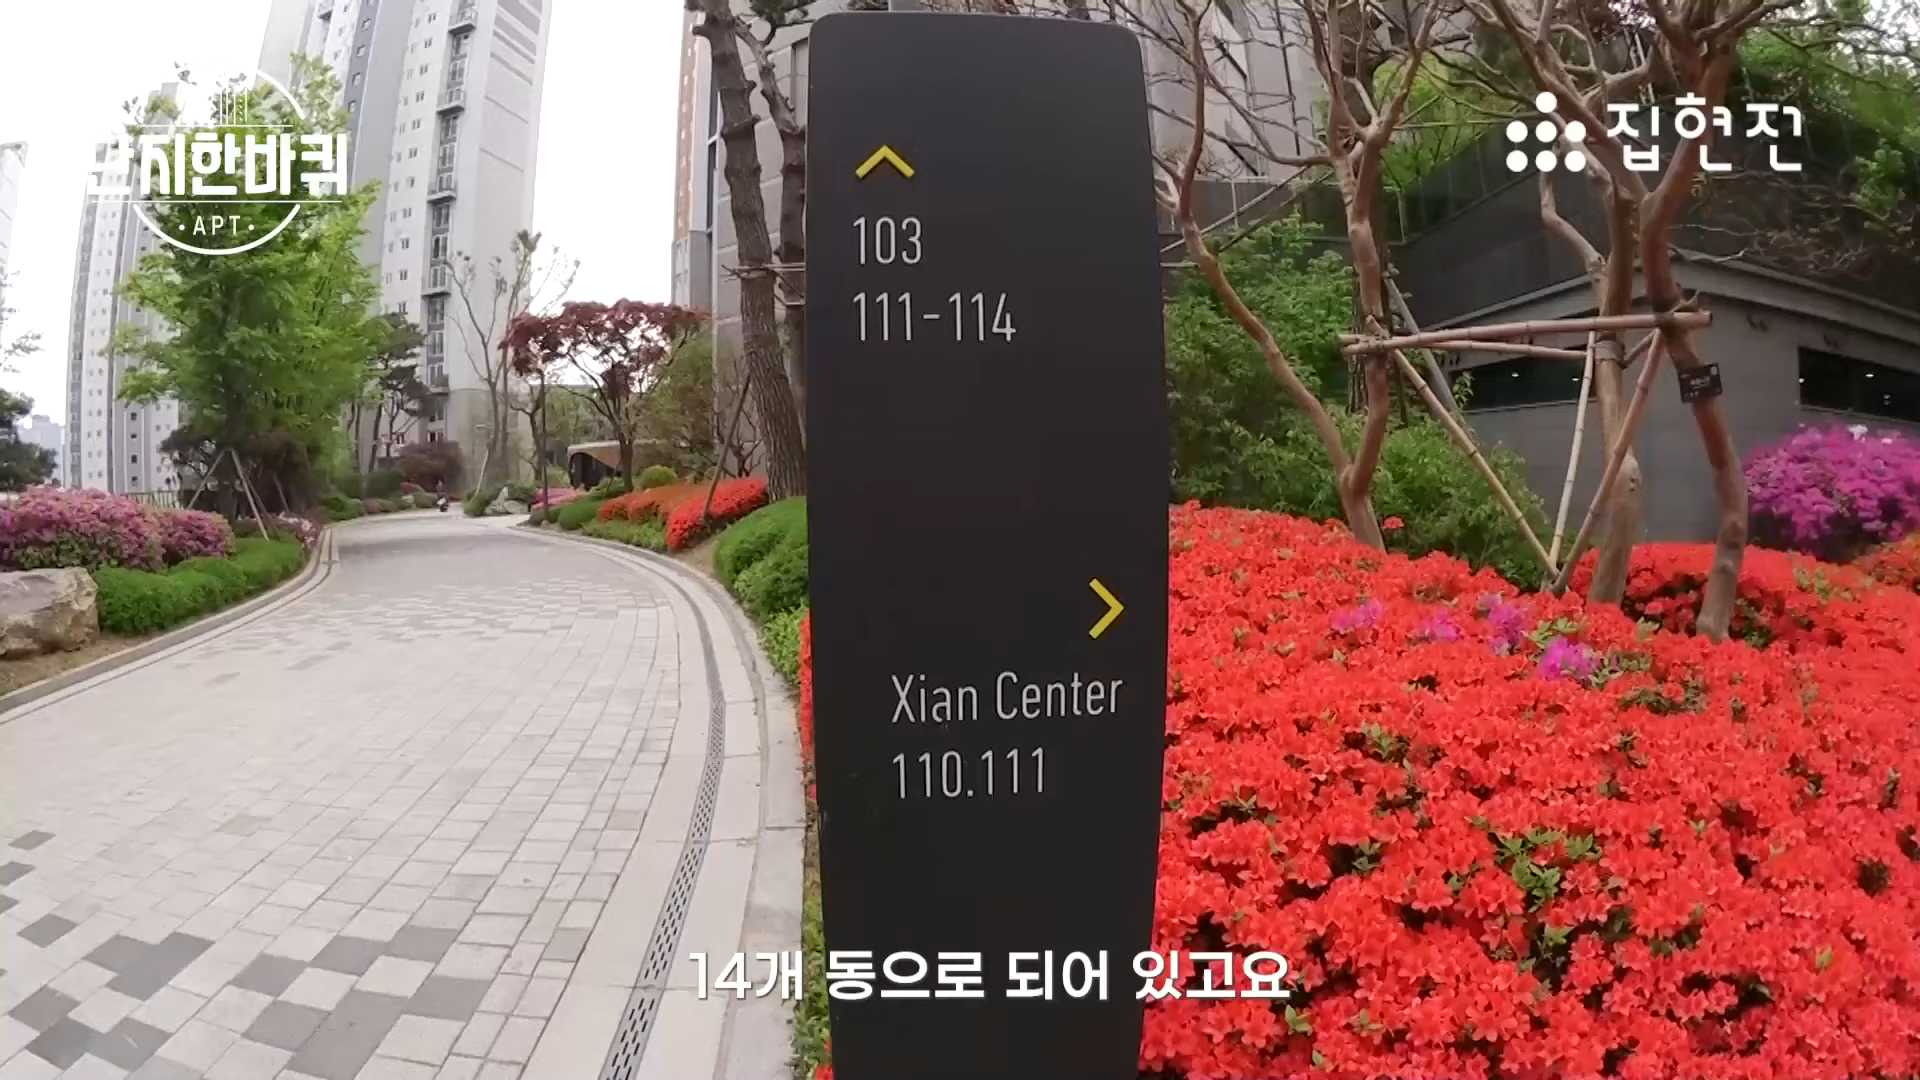 단지한바퀴
·APT·
집현전
103
111-114
Xian Center
110.111
14개 동으로 되어 있고요